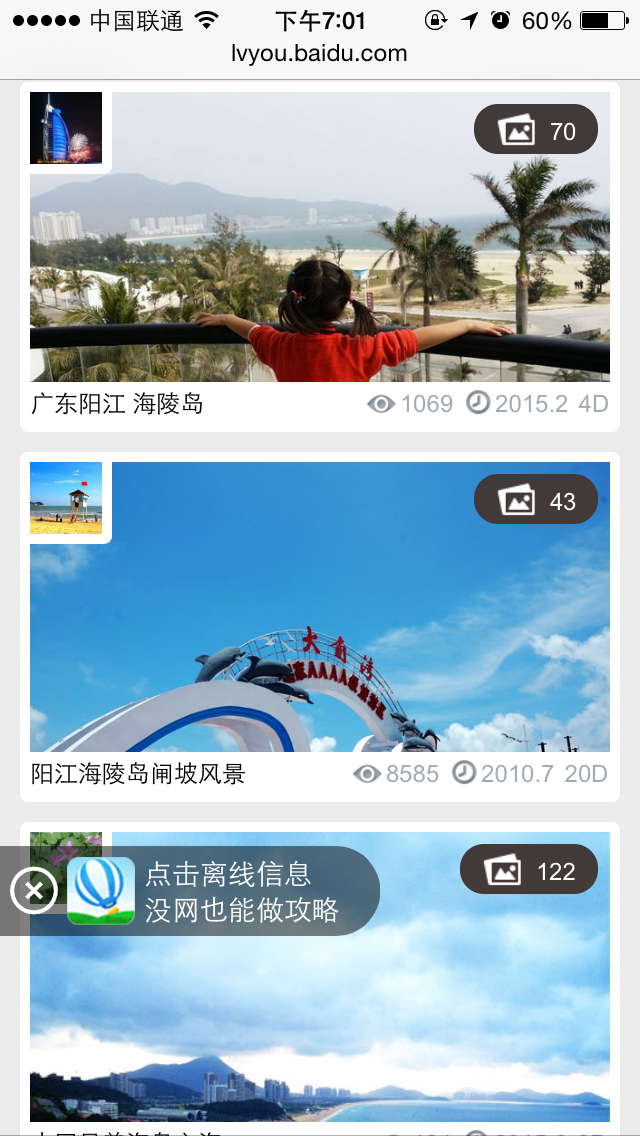 中国联通 下午7:01 60%
lvyou.baidu.com
70
广东阳江 海陵岛 1069 2015.2 4D
43
大角湾
国家AAAA级旅游区
阳江海陵岛闸坡风景 8585 2010.7 20D
122
点击离线信息
没网也能做攻略